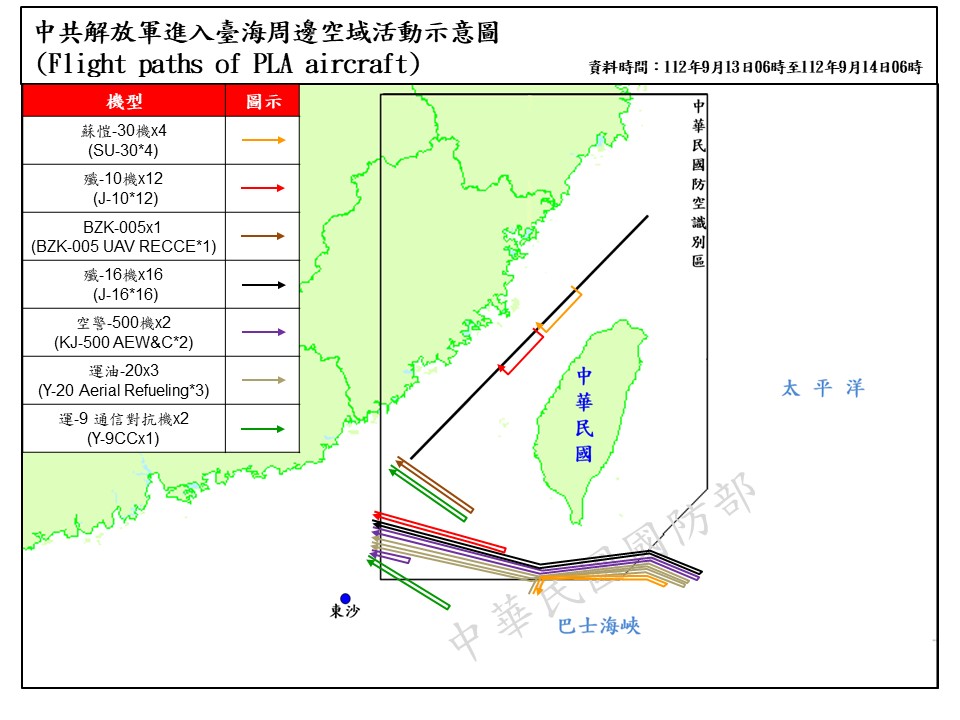 中共解放軍進入臺海周邊空域活動示意圖
(Flight paths of PLA aircraft)
資料時間：112年9月13日06時至112年9月14日06時
機型 圖示
蘇愷-30機x4
(SU-30*4)
殲-10機x12
(J-10*12)
BZK-005x1
(BZK-005 UAV RECCE*1)
殲-16機x16
(J-16*16)
空警-500機x2
(KJ-500 AEW&C*2)
運油-20x3
(Y-20 Aerial Refueling*3)
運-9 通信對抗機x2
(Y-9CCx1)
中華民國防空識別區
中華民國
太平洋
東沙
巴士海峽
中華民國國防部